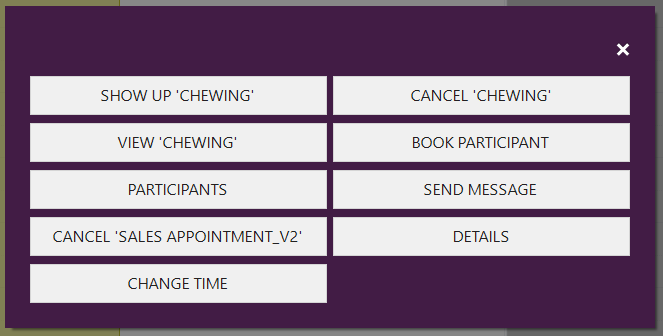 ×
SHOW UP 'CHEWING'
CANCEL 'CHEWING'
VIEW 'CHEWING'
BOOK PARTICIPANT
PARTICIPANTS
SEND MESSAGE
CANCEL 'SALES APPOINTMENT_V2'
DETAILS
CHANGE TIME